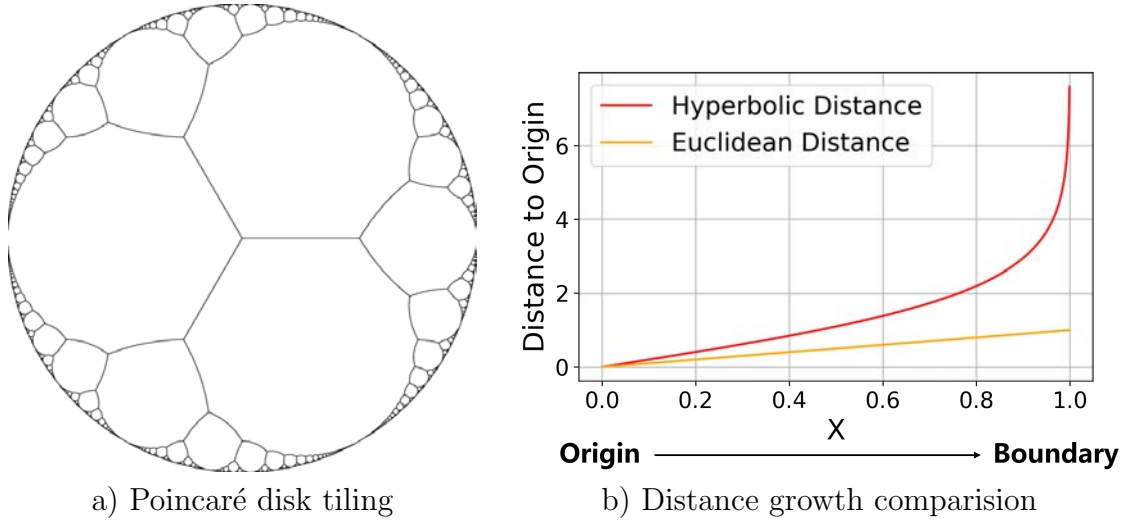 Distance to Origin
6
4
2
0
Hyperbolic Distance
Euclidean Distance
0.0 0.2 0.4 0.6 0.8 1.0
X
Origin Boundary
a) Poincaré disk tiling
b) Distance growth comparision